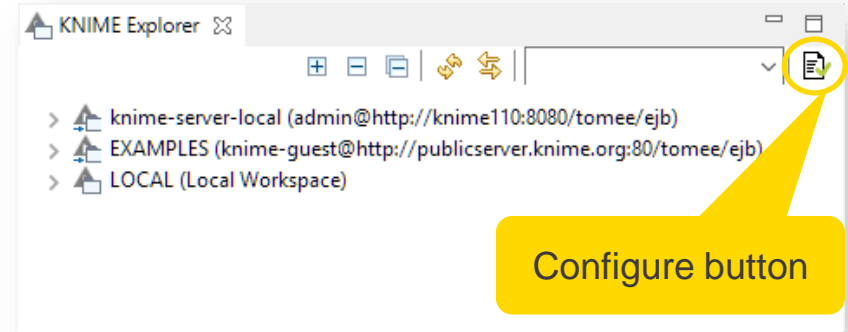 KNIME Explorer
knime-server-local (admin@http://knime110:8080/tomee/ejb)
EXAMPLES (knime-guest@http://publicserver.knime.org:80/tomee/ejb)
LOCAL (Local Workspace)
Configure button